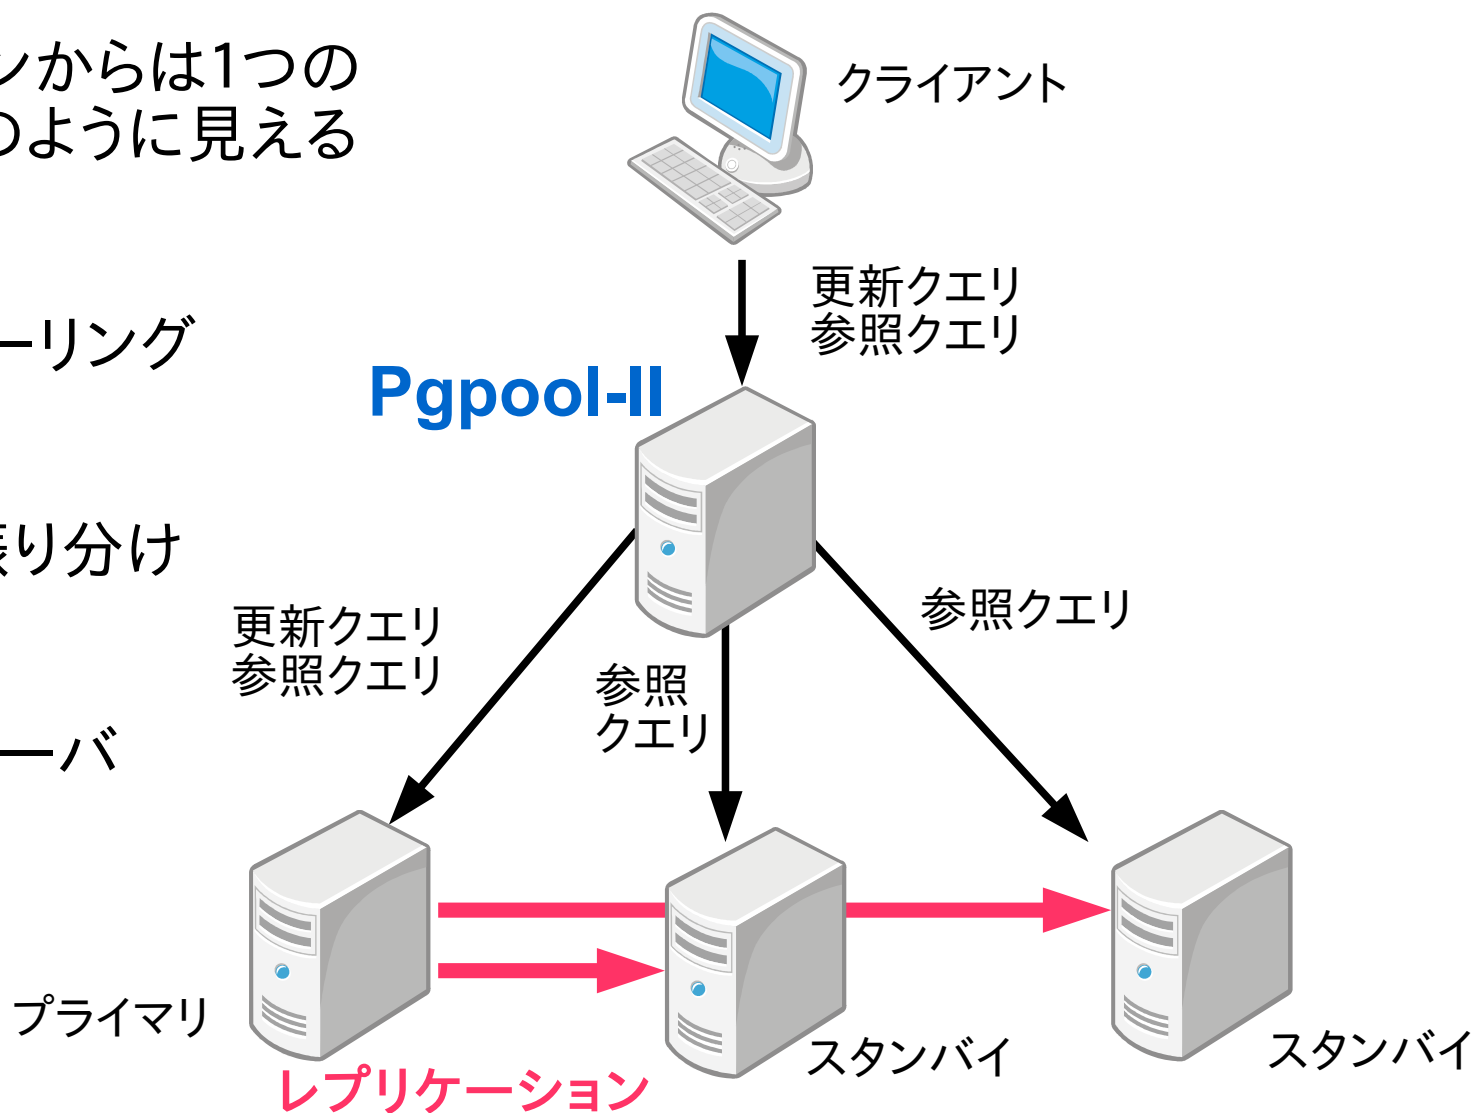 ンからは1つの
のように見える
ーリング
り分け
ーバ
クライアント
更新クエリ
参照クエリ
Pgpool-II
更新クエリ
参照クエリ
参照
クエリ
参照クエリ
プライマリ
レプリケーション
スタンバイ
スタンバイ